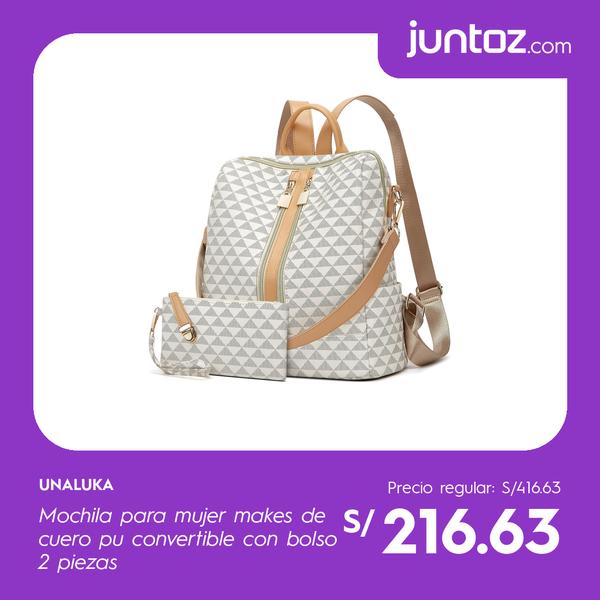 juntoz.com
UNALUKA
Mochila para mujer makes de
cuero pu convertible con bolso
2 piezas
Precio regular: S/416.63
S/216.63